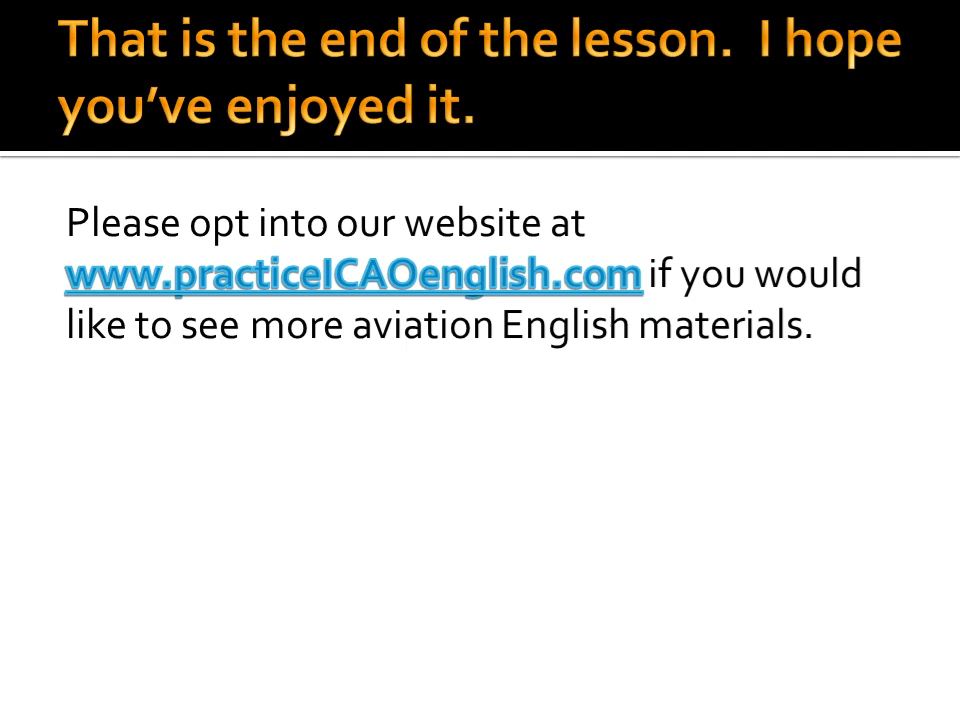 That is the end of the lesson.  I hope
you’ve enjoyed it.
Please opt into our website at
www.practiceICAOenglish.com if you would
like to see more aviation English materials.